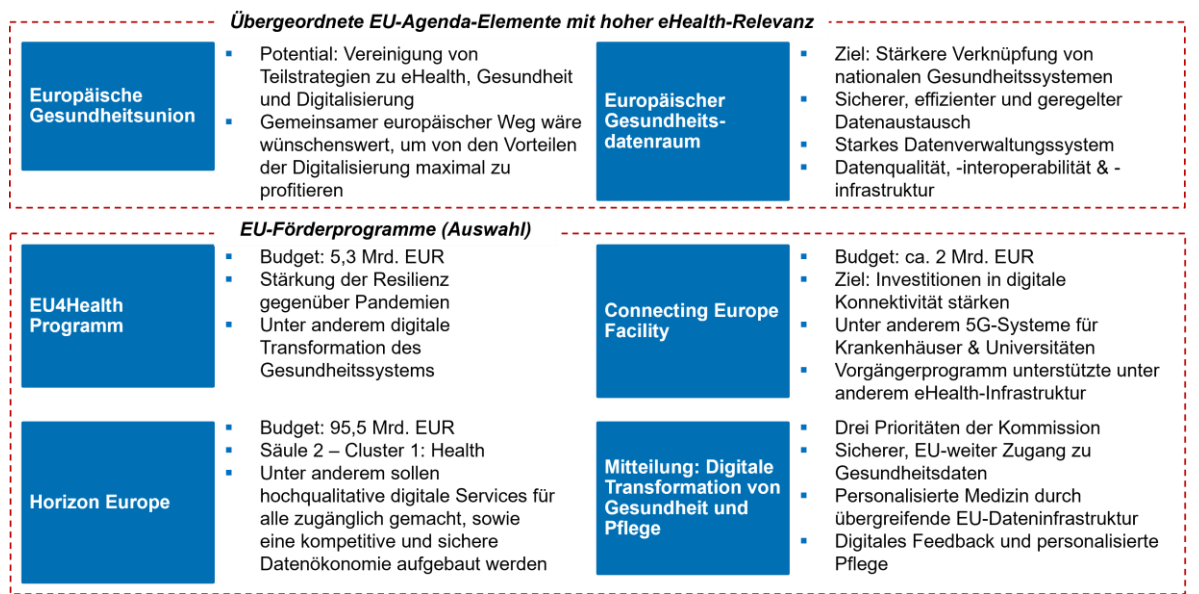 Übergeordnete EU-Agenda-Elemente mit hoher eHealth-Relevanz
Europäische
Gesundheitsunion
▪ Potential: Vereinigung von
Teilstrategien zu eHealth, Gesundheit
und Digitalisierung
▪ Gemeinsamer europäischer Weg wäre
wünschenswert, um von den Vorteilen
der Digitalisierung maximal zu
profitieren
Europäischer
Gesundheits-
datenraum
▪ Ziel: Stärkere Verknüpfung von
nationalen Gesundheitssystemen
▪ Sicherer, effizienter und geregelter
Datenaustausch
▪ Starkes Datenverwaltungssystem
▪ Datenqualität, -interoperabilität & -
infrastruktur
EU-Förderprogramme (Auswahl)
EU4Health
Programm
▪ Budget: 5,3 Mrd. EUR
▪ Stärkung der Resilienz
gegenüber Pandemien
▪ Unter anderem digitale
Transformation des
Gesundheitssystems
Connecting Europe
Facility
▪ Budget: ca. 2 Mrd. EUR
▪ Ziel: Investitionen in digitale
Konnektivität stärken
▪ Unter anderem 5G-Systeme für
Krankenhäuser & Universitäten
▪ Vorgängerprogramm unterstützte unter
anderem eHealth-Infrastruktur
Horizon Europe
▪ Budget: 95,5 Mrd. EUR
▪ Säule 2 – Cluster 1: Health
▪ Unter anderem sollen
hochqualitative digitale Services für
alle zugänglich gemacht, sowie
eine kompetitive und sichere
Datenökonomie aufgebaut werden
Mitteilung: Digitale
Transformation von
Gesundheit und
Pflege
▪ Drei Prioritäten der Kommission
▪ Sicherer, EU-weiter Zugang zu
Gesundheitsdaten
▪ Personalisierte Medizin durch
übergreifende EU-Dateninfrastruktur
▪ Digitales Feedback und personalisierte
Pflege